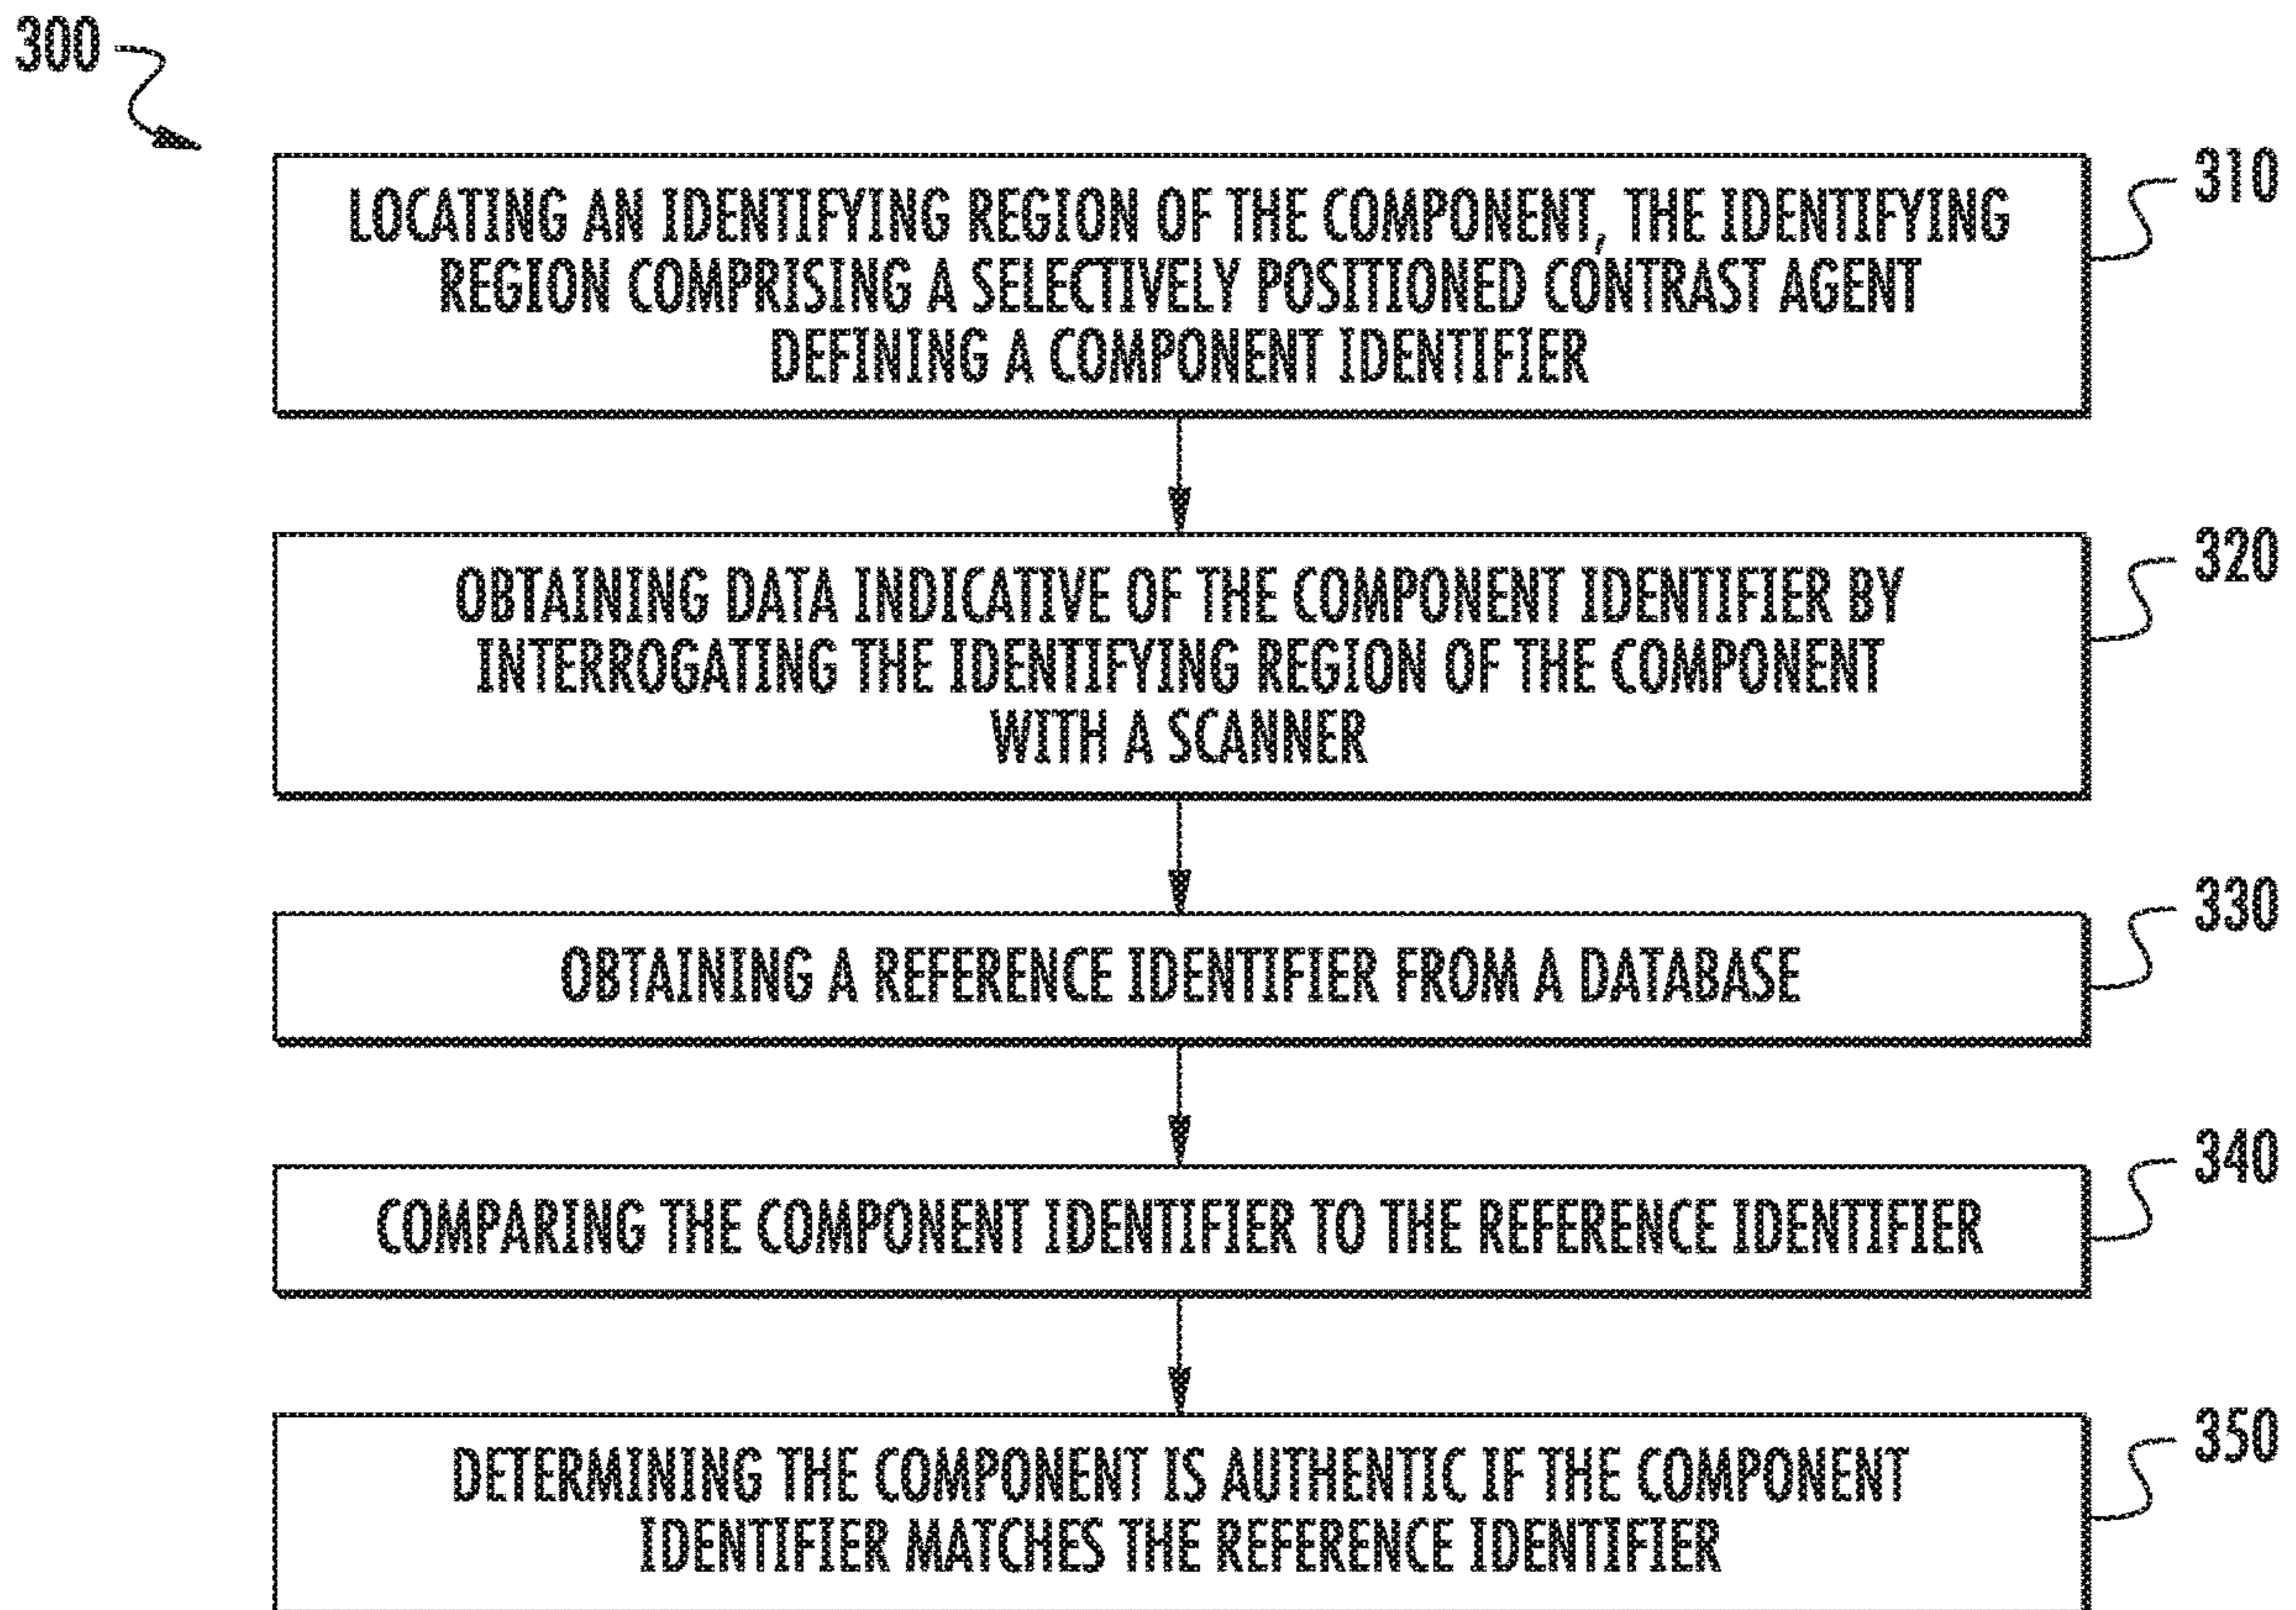 300
310
LOCATING AN IDENTIFYING REGION OF THE COMPONENT, THE IDENTIFYING
REGION COMPRISING A SELECTIVELY POSITIONED CONTRAST AGENT
DEFINING A COMPONENT IDENTIFIER
320
OBTAINING DATA INDICATIVE OF THE COMPONENT IDENTIFIER BY
INTERROGATING THE IDENTIFYING REGION OF THE COMPONENT
WITH A SCANNER
330
OBTAINING A REFERENCE IDENTIFIER FROM A DATABASE
340
COMPARING THE COMPONENT IDENTIFIER TO THE REFERENCE IDENTIFIER
350
DETERMINING THE COMPONENT IS AUTHENTIC IF THE COMPONENT
IDENTIFIER MATCHES THE REFERENCE IDENTIFIER